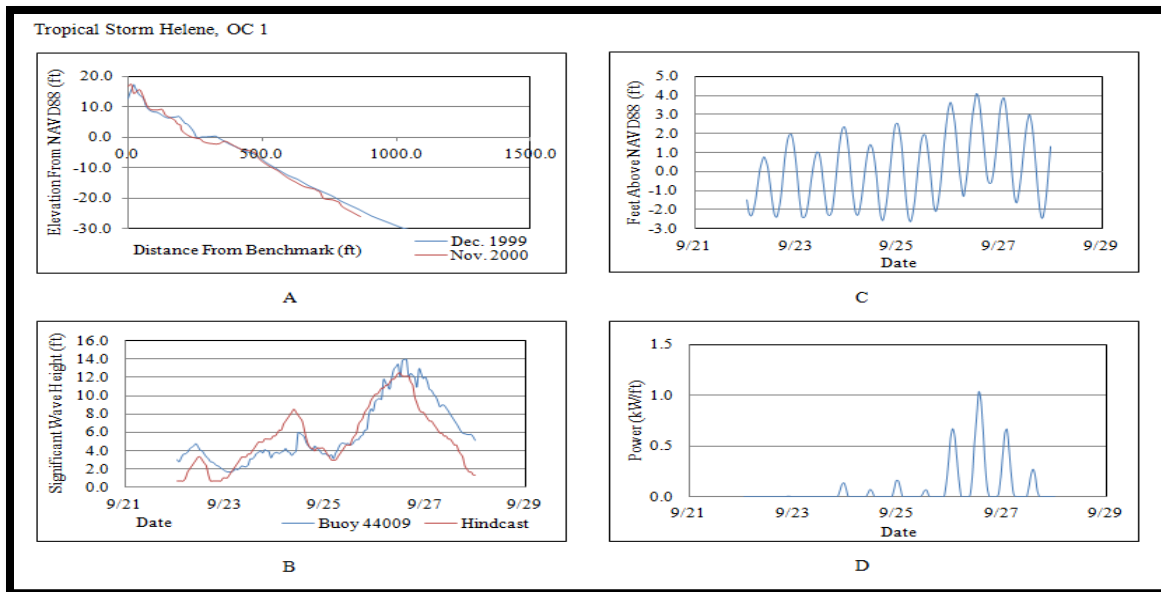 Tropical Storm Helene, OC 1
Elevation From NAVD88 (ft)
20.0
10.0
0.0
-10.0
-20.0
-30.0
0.0 500.0 1000.0 1500.0
Distance From Benchmark (ft)
Dec. 1999
Nov. 2000
A
Feet Above NAVD88 (ft)
5.0
4.0
3.0
2.0
1.0
0.0
-1.0
-2.0
-3.0
9/21 9/23 9/25 9/27 9/29
Date
C
Significant Wave Height (ft)
16.0
14.0
12.0
10.0
8.0
6.0
4.0
2.0
0.0
9/21 9/23 9/25 9/27 9/29
Date Buoy 44009 Hindcast
B
Power (kW/ft)
1.5
1.0
0.5
0.0
9/21 9/23 9/25 9/27 9/29
Date
D